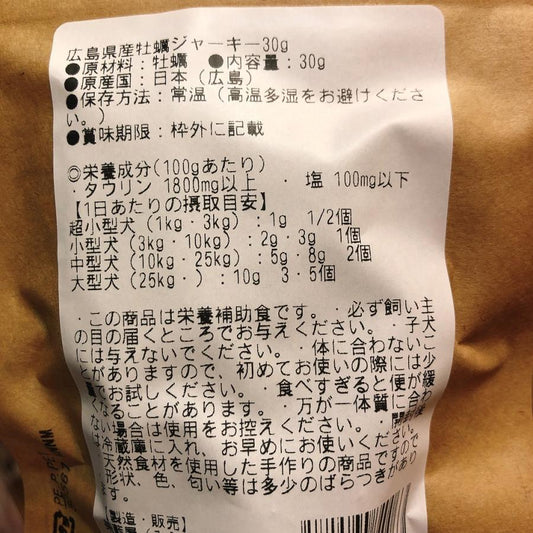 広島県産牡蠣ジャーキー30g
●原材料：牡蠣　●内容量：30g
●原産国：日本（広島）
●保存方法：常温（高温多湿をお避けくださ
い。）
●賞味期限：枠外に記載
◎栄養成分(100gあたり)
・タウリン 1800mg以上　・ 塩 100mg以下
【1日あたりの摂取目安】
超小型犬（1kg・3kg）：1g　1/2個
小型犬（3kg・10kg）：2g・3g　1個
中型犬（10kg・25kg）：5g・8g　2個
大型犬（25kg・）：10g　3・5個
・この商品は栄養補助食です。・必ず飼い主
の目の届くところでお与えください。・子犬
には与えないでください。・体に合わないこ
とがありますので、初めてお使いの際には少
量でお試しください。・食べすぎると便が緩
くなることがあります。・万が一体質に合わ
ない場合は使用をお控えください。
は冷蔵庫に入れ、お早めにお使いください。
天然食材を使用した手作りの商品ですので
形状、色、匂い等は多少のばらつきがあり
ます。
【製造・販売】